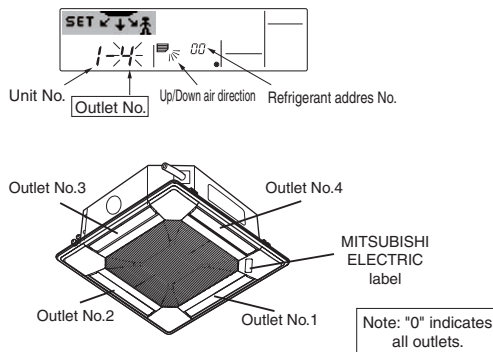 SET
1-4 00
Unit No.
Outlet No.
Up/Down air direction
Refrigerant addres No.
Outlet No.3
Outlet No.4
MITSUBISHI
ELECTRIC
label
Outlet No.2
Outlet No.1
Note: "0" indicates
all outlets.